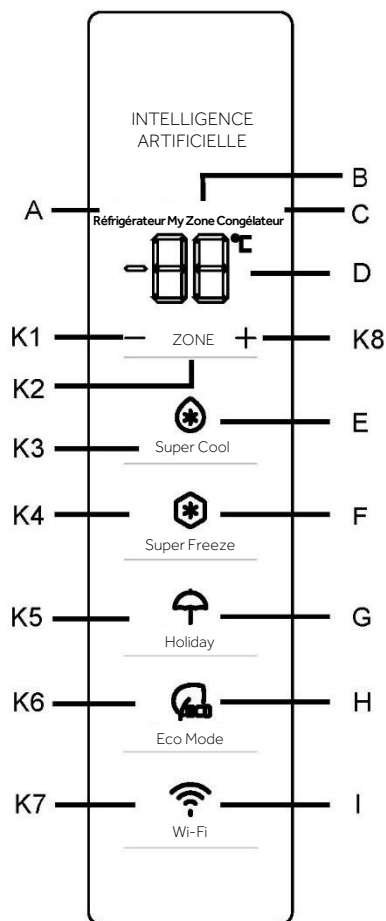 INTELLIGENCE
ARTIFICIELLE
B
A
Réfrigérateur My Zone Congélateur
C
-88°C
D
K1
− ZONE +
K8
K2
E
K3
Super Cool
K4
F
Super Freeze
K5
G
Holiday
K6
eco
H
Eco Mode
K7
I
Wi-Fi